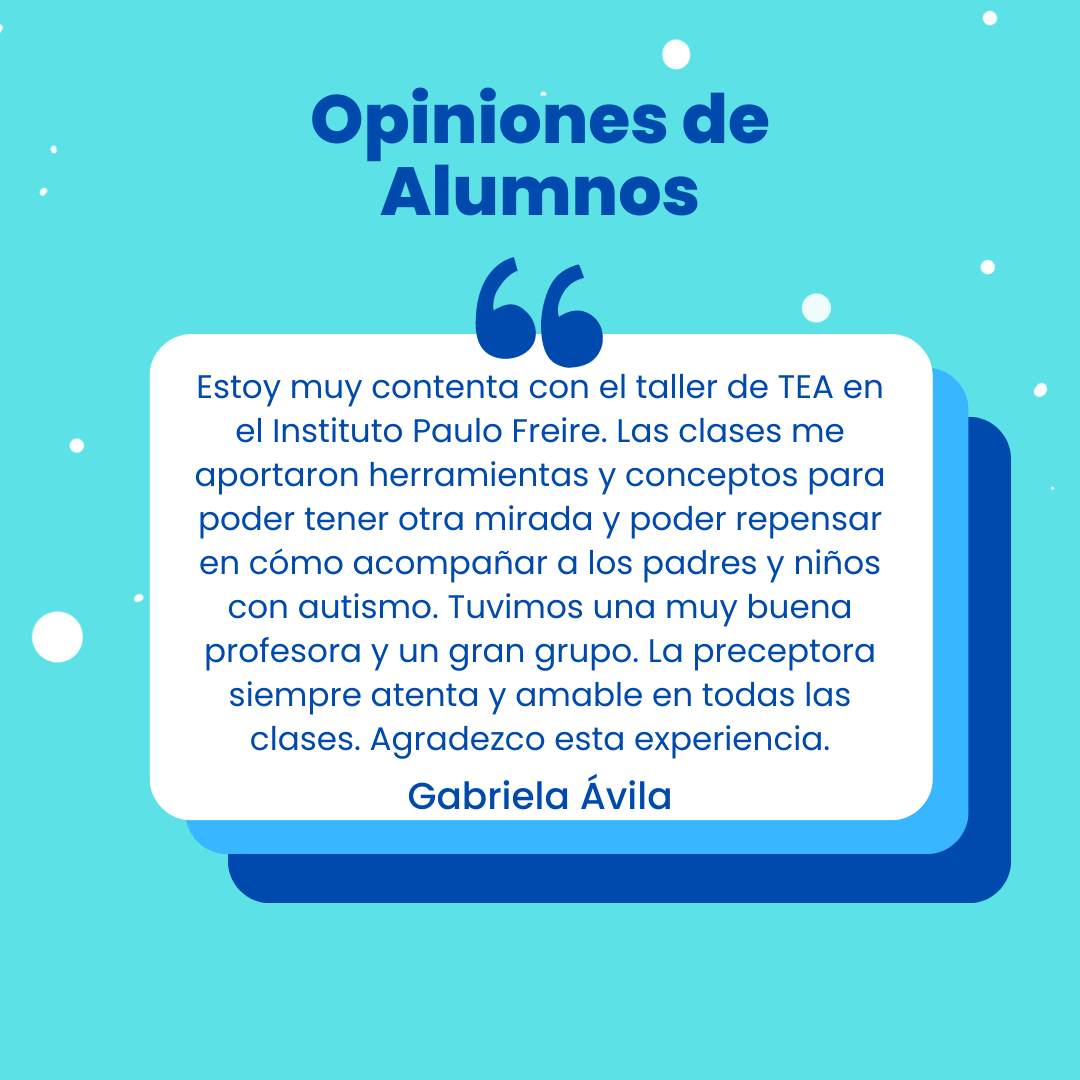 Opiniones de
Alumnos
Estoy muy contenta con el taller de TEA en
el Instituto Paulo Freire. Las clases me
aportaron herramientas y conceptos para
poder tener otra mirada y poder repensar
en cómo acompañar a los padres y niños
con autismo. Tuvimos una muy buena
profesora y un gran grupo. La preceptora
siempre atenta y amable en todas las
clases. Agradezco esta experiencia.
Gabriela Ávila